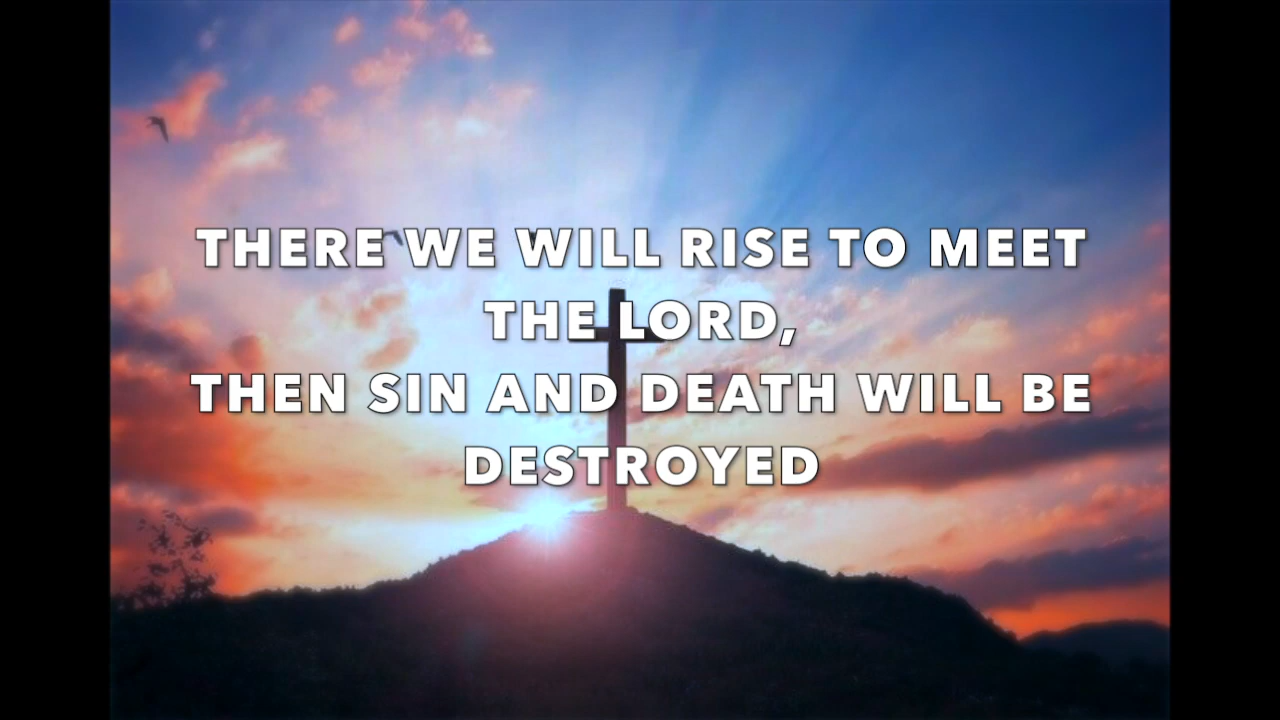 THERE WE WILL RISE TO MEET
THE LORD,
THEN SIN AND DEATH WILL BE
DESTROYED